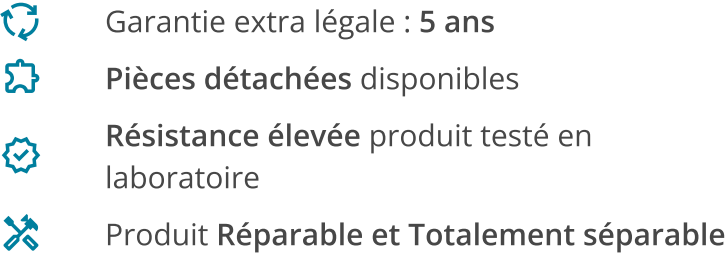 Garantie extra légale : 5 ans
Pièces détachées disponibles
Résistance élevée produit testé en
laboratoire
Produit Réparable et Totalement séparable